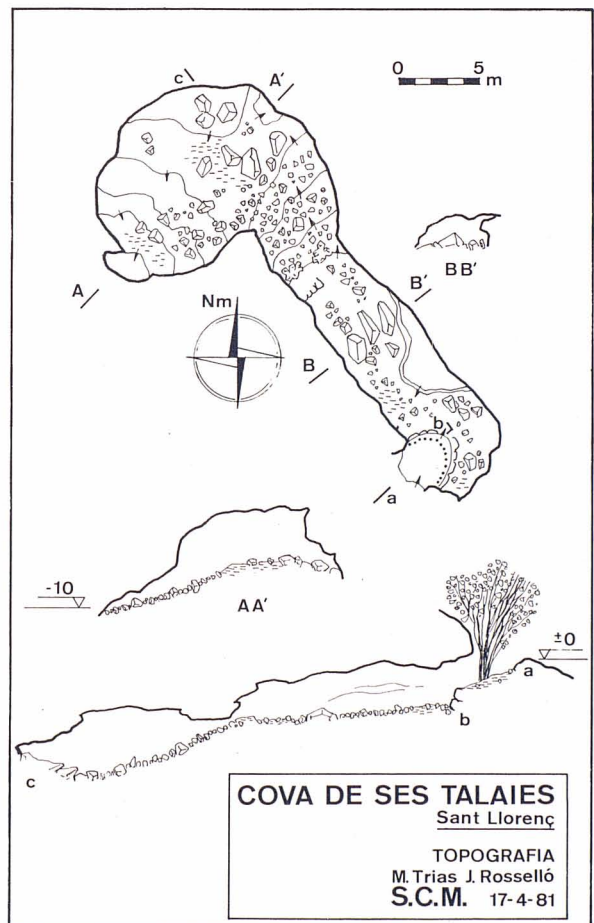 c A'
0 5
m
A
BB'
B'
Nm
B
b
a
-10
AA'
±0
a
b
c
COVA DE SES TALAIES
Sant Llorenç
TOPOGRAFIA
M. Trias J. Rosselló
S.C.M. 17-4-81